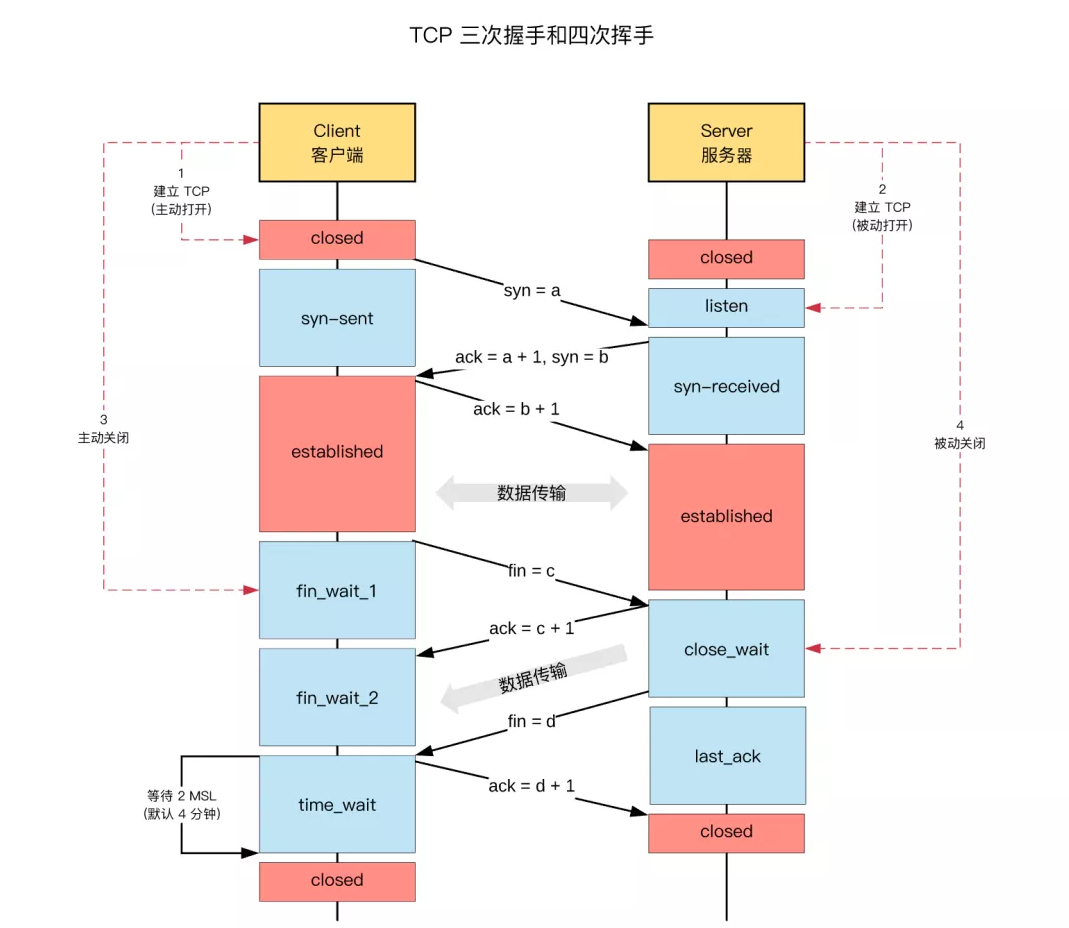 TCP 三次握手和四次挥手
Client
客户端
Server
服务器
1
建立 TCP
(主动打开)
2
建立 TCP
(被动打开)
closed
closed
syn = a
listen
syn-sent
ack = a + 1, syn = b
syn-received
ack = b + 1
3
主动关闭
4
被动关闭
established
数据传输
established
fin = c
fin_wait_1
ack = c + 1
close_wait
数据传输
fin_wait_2
fin = d
last_ack
等待 2 MSL
(默认 4 分钟)
time_wait
ack = d + 1
closed
closed